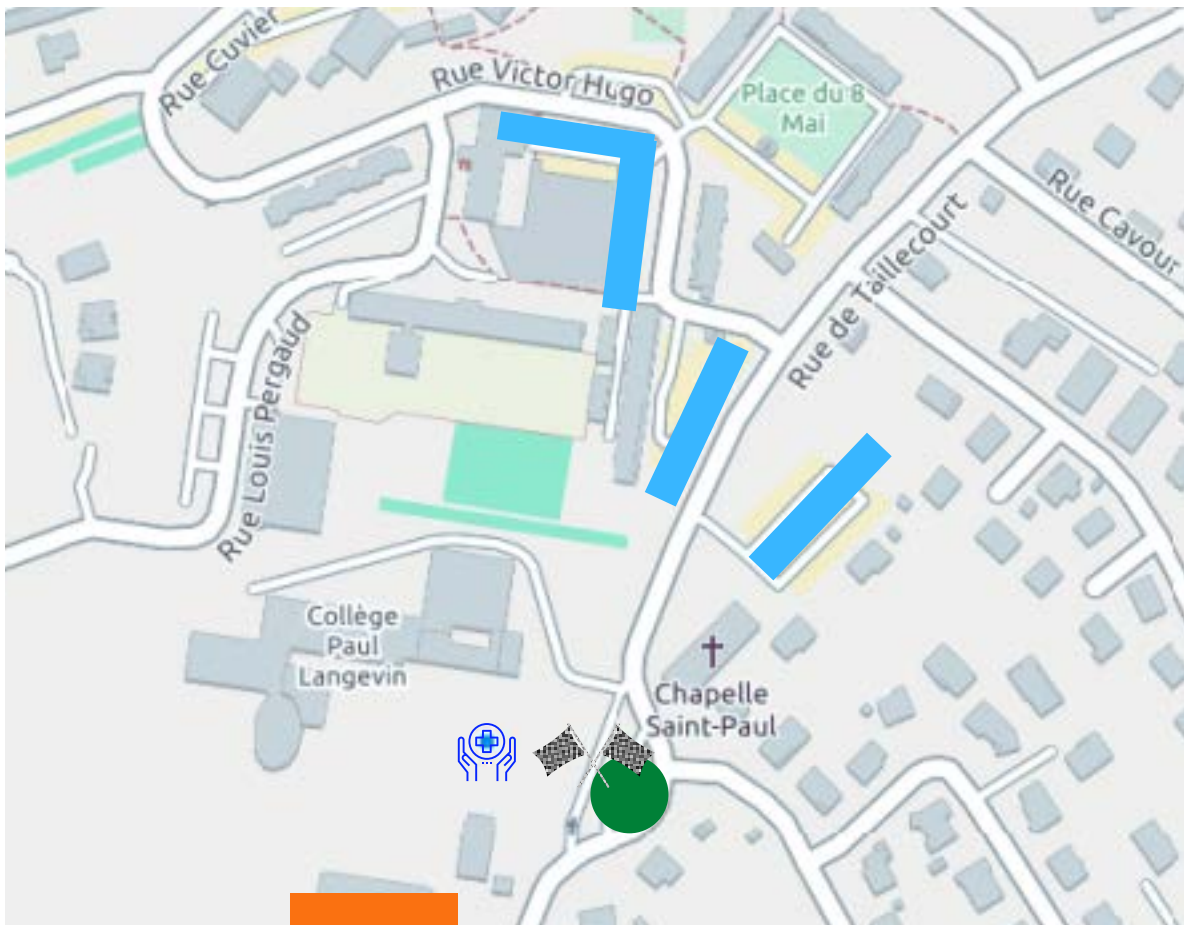 Rue Cuvier
Rue Victor Hugo
Place du 8
Mai
Rue Cavour
Rue de Taillecourt
Rue Louis Pergaud
Collège
Paul
Langevin
Chapelle
Saint-Paul